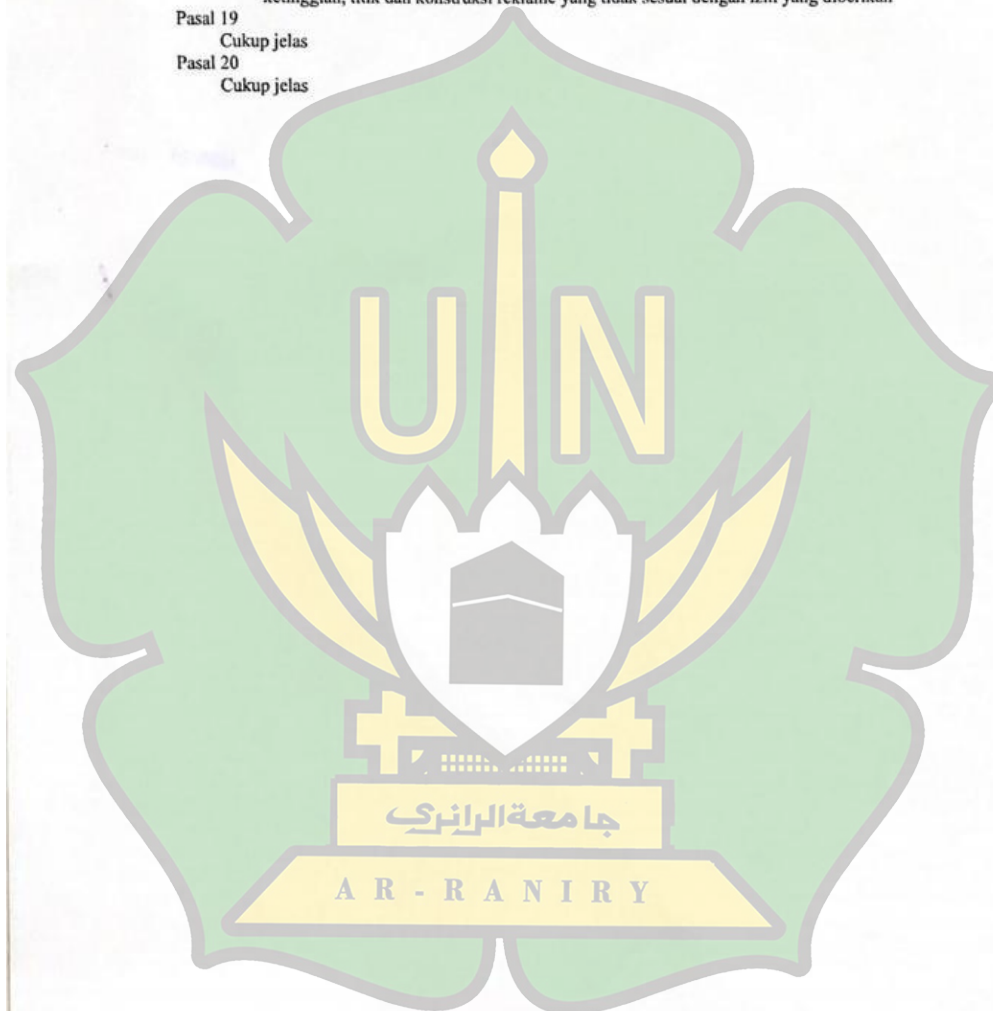 ketinggian, titik dan konstruksi reklame yang tidak sesuai dengan izin yang diberikan
Pasal 19
Cukup jelas
Pasal 20
Cukup jelas
UIN
جامعة الرانري
AR-RANIRY